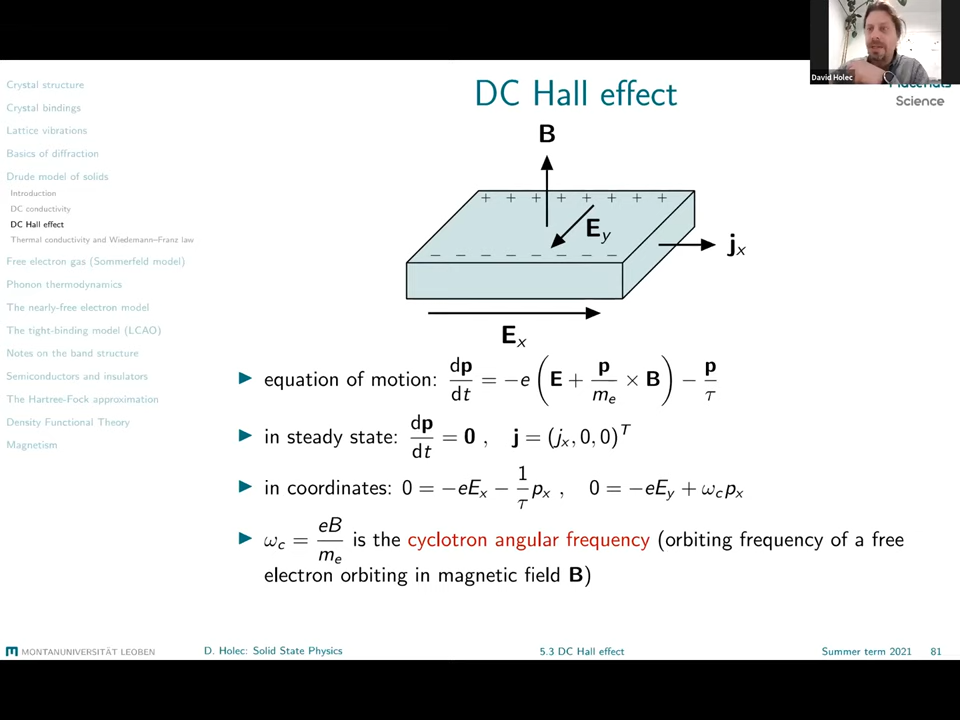 David Holec
Materials
Science
Crystal structure
Crystal bindings
Lattice vibrations
Basics of diffraction
Drude model of solids
Introduction
DC conductivity
DC Hall effect
Thermal conductivity and Wiedemann–Franz law
Free electron gas (Sommerfeld model)
Phonon thermodynamics
The nearly-free electron model
The tight-binding model (LCAO)
Notes on the band structure
Semiconductors and insulators
The Hartree-Fock approximation
Density Functional Theory
Magnetism
DC Hall effect
B
+ + + + + + + +
E_y
j_x
− − − − − − − −
E_x
▶ equation of motion: dp/dt = −e (E + p/m_e × B) − p/τ
▶ in steady state: dp/dt = 0 , j = (j_x, 0, 0)^T
▶ in coordinates: 0 = −eE_x − 1/τ p_x , 0 = −eE_y + ω_c p_x
▶ ω_c = eB/m_e is the cyclotron angular frequency (orbiting frequency of a free
electron orbiting in magnetic field B)
MONTANUNIVERSITÄT LEOBEN
D. Holec: Solid State Physics
5.3 DC Hall effect
Summer term 2021 81